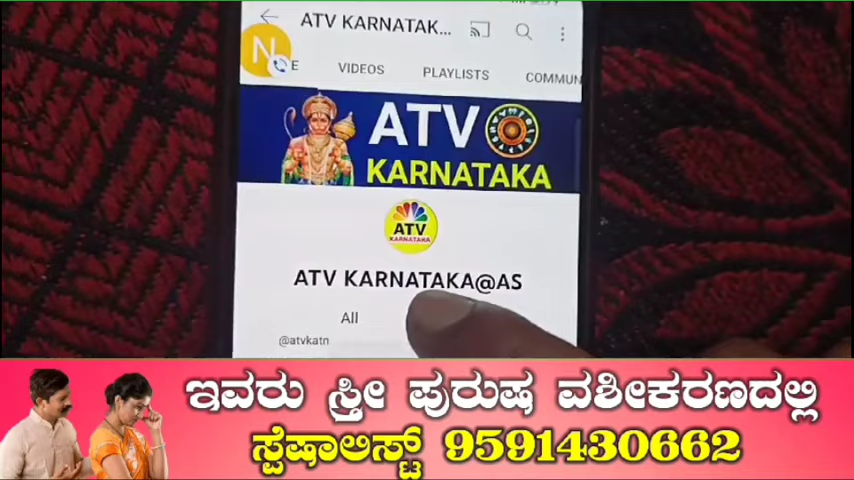 ATV KARNATAK...
N
E VIDEOS PLAYLISTS COMMUN
ATV
KARNATAKA
ATV
KARNATAKA
ATV KARNATAKA@AS
All
@atvkatn
ಇವರು ಸ್ತ್ರೀ ಪುರುಷ ವಶೀಕರಣದಲ್ಲಿ
ಸ್ಪೆಷಾಲಿಸ್ಟ್ 9591430662